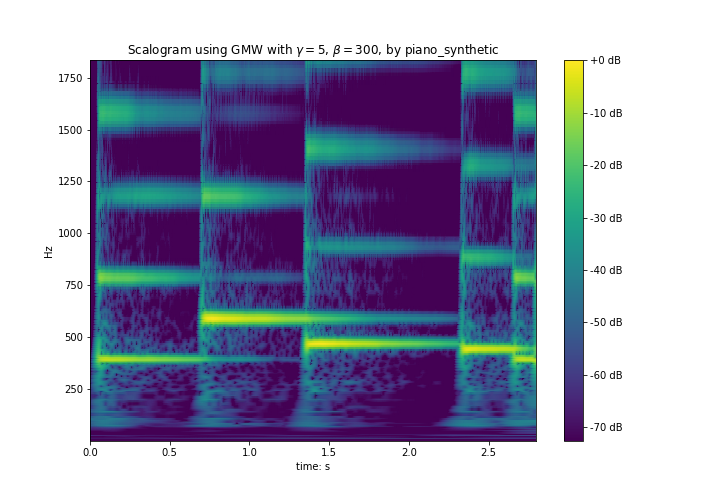 Scalogram using GMW with γ = 5, β = 300, by piano_synthetic
1750
1500
1250
1000
750
500
250
Hz
0.0 0.5 1.0 1.5 2.0 2.5
time: s
+0 dB
-10 dB
-20 dB
-30 dB
-40 dB
-50 dB
-60 dB
-70 dB